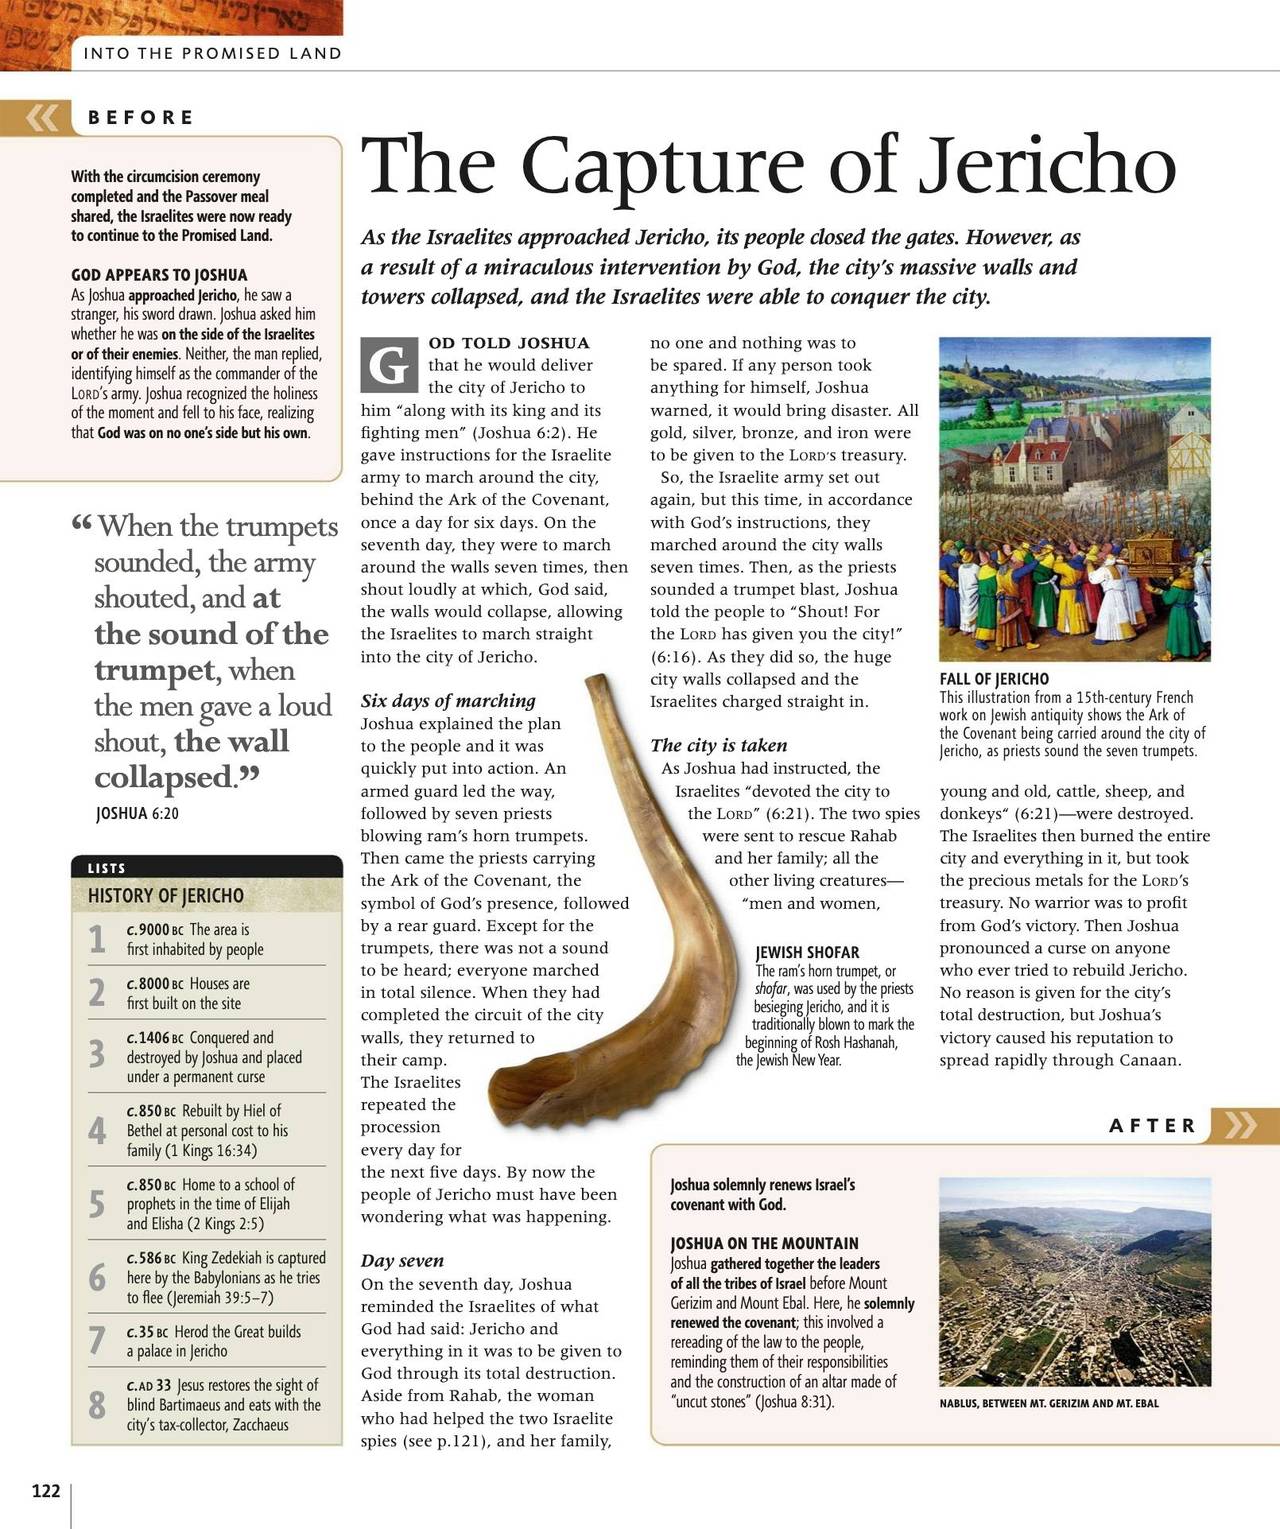 INTO THE PROMISED LAND
BEFORE
With the circumcision ceremony
completed and the Passover meal
shared, the Israelites were now ready
to continue to the Promised Land.
GOD APPEARS TO JOSHUA
As Joshua approached Jericho, he saw a
stranger, his sword drawn. Joshua asked him
whether he was on the side of the Israelites
or of their enemies. Neither, the man replied,
identifying himself as the commander of the
LORD's army. Joshua recognized the holiness
of the moment and fell to his face, realizing
that God was on no one's side but his own.
“When the trumpets
sounded, the army
shouted, and at
the sound of the
trumpet, when
the men gave a loud
shout, the wall
collapsed.”
JOSHUA 6:20
LISTS
HISTORY OF JERICHO
1 c.9000 BC The area is
first inhabited by people
2 c.8000 BC Houses are
first built on the site
3 c.1406 BC Conquered and
destroyed by Joshua and placed
under a permanent curse
4 c.850 BC Rebuilt by Hiel of
Bethel at personal cost to his
family (1 Kings 16:34)
5 c.850 BC Home to a school of
prophets in the time of Elijah
and Elisha (2 Kings 2:5)
6 c.586 BC King Zedekiah is captured
here by the Babylonians as he tries
to flee (Jeremiah 39:5–7)
7 c.35 BC Herod the Great builds
a palace in Jericho
8 c.AD 33 Jesus restores the sight of
blind Bartimaeus and eats with the
city's tax-collector, Zacchaeus
The Capture of Jericho
As the Israelites approached Jericho, its people closed the gates. However, as
a result of a miraculous intervention by God, the city's massive walls and
towers collapsed, and the Israelites were able to conquer the city.
GOD TOLD JOSHUA
that he would deliver
the city of Jericho to
him “along with its king and its
fighting men” (Joshua 6:2). He
gave instructions for the Israelite
army to march around the city,
behind the Ark of the Covenant,
once a day for six days. On the
seventh day, they were to march
around the walls seven times, then
shout loudly at which, God said,
the walls would collapse, allowing
the Israelites to march straight
into the city of Jericho.
Six days of marching
Joshua explained the plan
to the people and it was
quickly put into action. An
armed guard led the way,
followed by seven priests
blowing ram's horn trumpets.
Then came the priests carrying
the Ark of the Covenant, the
symbol of God's presence, followed
by a rear guard. Except for the
trumpets, there was not a sound
to be heard; everyone marched
in total silence. When they had
completed the circuit of the city
walls, they returned to
their camp.
The Israelites
repeated the
procession
every day for
the next five days. By now the
people of Jericho must have been
wondering what was happening.
Day seven
On the seventh day, Joshua
reminded the Israelites of what
God had said: Jericho and
everything in it was to be given to
God through its total destruction.
Aside from Rahab, the woman
who had helped the two Israelite
spies (see p.121), and her family,
no one and nothing was to
be spared. If any person took
anything for himself, Joshua
warned, it would bring disaster. All
gold, silver, bronze, and iron were
to be given to the LORD's treasury.
So, the Israelite army set out
again, but this time, in accordance
with God's instructions, they
marched around the city walls
seven times. Then, as the priests
sounded a trumpet blast, Joshua
told the people to “Shout! For
the LORD has given you the city!”
(6:16). As they did so, the huge
city walls collapsed and the
Israelites charged straight in.
The city is taken
As Joshua had instructed, the
Israelites “devoted the city to
the LORD” (6:21). The two spies
were sent to rescue Rahab
and her family; all the
other living creatures—
“men and women,
JEWISH SHOFAR
The ram's horn trumpet, or
shofar, was used by the priests
besieging Jericho, and it is
traditionally blown to mark the
beginning of Rosh Hashanah,
the Jewish New Year.
FALL OF JERICHO
This illustration from a 15th-century French
work on Jewish antiquity shows the Ark of
the Covenant being carried around the city of
Jericho, as priests sound the seven trumpets.
young and old, cattle, sheep, and
donkeys“ (6:21)—were destroyed.
The Israelites then burned the entire
city and everything in it, but took
the precious metals for the LORD's
treasury. No warrior was to profit
from God's victory. Then Joshua
pronounced a curse on anyone
who ever tried to rebuild Jericho.
No reason is given for the city's
total destruction, but Joshua's
victory caused his reputation to
spread rapidly through Canaan.
AFTER
Joshua solemnly renews Israel's
covenant with God.
JOSHUA ON THE MOUNTAIN
Joshua gathered together the leaders
of all the tribes of Israel before Mount
Gerizim and Mount Ebal. Here, he solemnly
renewed the covenant; this involved a
rereading of the law to the people,
reminding them of their responsibilities
and the construction of an altar made of
“uncut stones” (Joshua 8:31).
NABLUS, BETWEEN MT. GERIZIM AND MT. EBAL
122